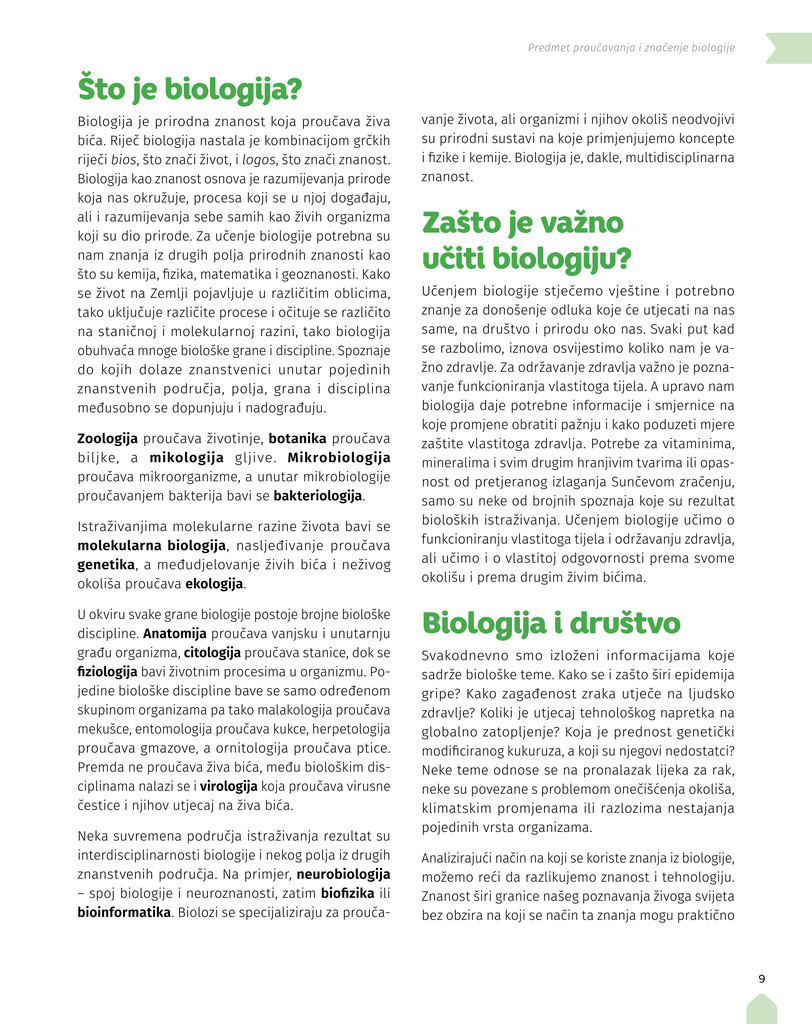 Predmet proučavanja i značenje biologije
Što je biologija?
Biologija je prirodna znanost koja proučava živa
bića. Riječ biologija nastala je kombinacijom grčkih
riječi bios, što znači život, i logos, što znači znanost.
Biologija kao znanost osnova je razumijevanja prirode
koja nas okružuje, procesa koji se u njoj događaju,
ali i razumijevanja sebe samih kao živih organizma
koji su dio prirode. Za učenje biologije potrebna su
nam znanja iz drugih polja prirodnih znanosti kao
što su kemija, fizika, matematika i geoznanosti. Kako
se život na Zemlji pojavljuje u različitim oblicima,
tako uključuje različite procese i očituje se različito
na staničnoj i molekularnoj razini, tako biologija
obuhvaća mnoge biološke grane i discipline. Spoznaje
do kojih dolaze znanstvenici unutar pojedinih
znanstvenih područja, polja, grana i disciplina
međusobno se dopunjuju i nadograđuju.
Zoologija proučava životinje, botanika proučava
biljke, a mikologija gljive. Mikrobiologija
proučava mikroorganizme, a unutar mikrobiologije
proučavanjem bakterija bavi se bakteriologija.
Istraživanjima molekularne razine života bavi se
molekularna biologija, nasljeđivanje proučava
genetika, a međudjelovanje živih bića i neživog
okoliša proučava ekologija.
U okviru svake grane biologije postoje brojne biološke
discipline. Anatomija proučava vanjsku i unutarnju
građu organizma, citologija proučava stanice, dok se
fiziologija bavi životnim procesima u organizmu. Po-
jedine biološke discipline bave se samo određenom
skupinom organizama pa tako malakologija proučava
mekušce, entomologija proučava kukce, herpetologija
proučava gmazove, a ornitologija proučava ptice.
Premda ne proučava živa bića, među biološkim dis-
ciplinama nalazi se i virologija koja proučava virusne
čestice i njihov utjecaj na živa bića.
Neka suvremena područja istraživanja rezultat su
interdisciplinarnosti biologije i nekog polja iz drugih
znanstvenih područja. Na primjer, neurobiologija
– spoj biologije i neuroznanosti, zatim biofizika ili
bioinformatika. Biolozi se specijaliziraju za prouča-
vanje života, ali organizmi i njihov okoliš neodvojivi
su prirodni sustavi na koje primjenjujemo koncepte
i fizike i kemije. Biologija je, dakle, multidisciplinarna
znanost.
Zašto je važno
učiti biologiju?
Učenjem biologije stječemo vještine i potrebno
znanje za donošenje odluka koje će utjecati na nas
same, na društvo i prirodu oko nas. Svaki put kad
se razbolimo, iznova osvijestimo koliko nam je va-
žno zdravlje. Za održavanje zdravlja važno je pozna-
vanje funkcioniranja vlastitoga tijela. A upravo nam
biologija daje potrebne informacije i smjernice na
koje promjene obratiti pažnju i kako poduzeti mjere
zaštite vlastitoga zdravlja. Potrebe za vitaminima,
mineralima i svim drugim hranjivim tvarima ili opas-
nost od pretjeranog izlaganja Sunčevom zračenju,
samo su neke od brojnih spoznaja koje su rezultat
bioloških istraživanja. Učenjem biologije učimo o
funkcioniranju vlastitoga tijela i održavanju zdravlja,
ali učimo i o vlastitoj odgovornosti prema svome
okolišu i prema drugim živim bićima.
Biologija i društvo
Svakodnevno smo izloženi informacijama koje
sadrže biološke teme. Kako se i zašto širi epidemija
gripe? Kako zagađenost zraka utječe na ljudsko
zdravlje? Koliki je utjecaj tehnološkog napretka na
globalno zatopljenje? Koja je prednost genetički
modificiranog kukuruza, a koji su njegovi nedostatci?
Neke teme odnose se na pronalazak lijeka za rak,
neke su povezane s problemom onečišćenja okoliša,
klimatskim promjenama ili razlozima nestajanja
pojedinih vrsta organizama.
Analizirajući način na koji se koriste znanja iz biologije,
možemo reći da razlikujemo znanost i tehnologiju.
Znanost širi granice našeg poznavanja živoga svijeta
bez obzira na koji se način ta znanja mogu praktično
9